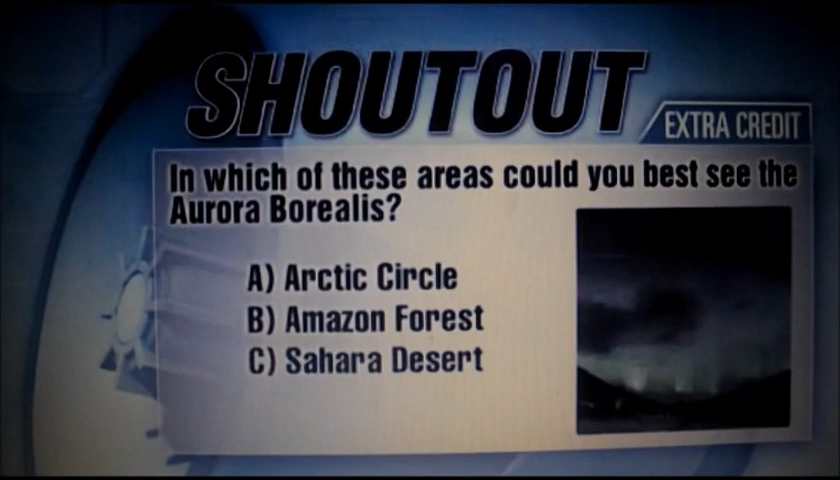 SHOUTOUT
EXTRA CREDIT
In which of these areas could you best see the
Aurora Borealis?
A) Arctic Circle
B) Amazon Forest
C) Sahara Desert